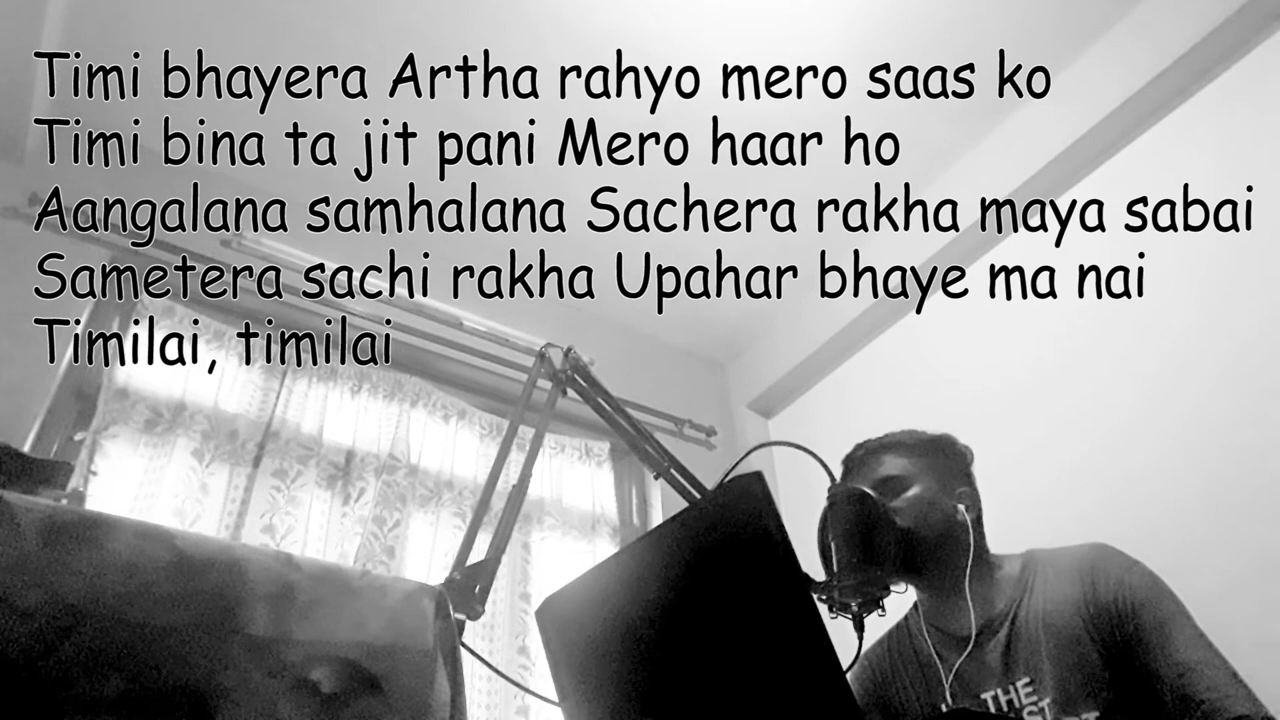 Timi bhayera Artha rahyo mero saas ko
Timi bina ta jit pani Mero haar ho
Aangalana samhalana Sachera rakha maya sabai
Sametera sachi rakha Upahar bhaye ma nai
Timilai, timilai
THE